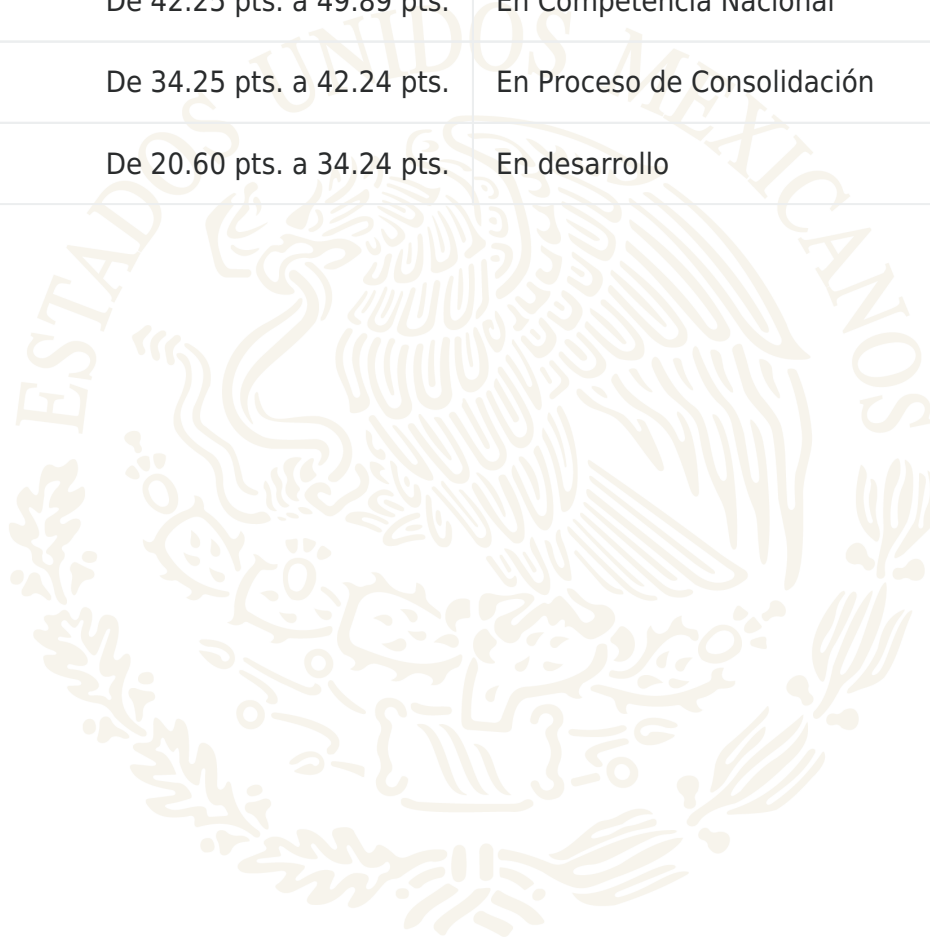 De 42.25 pts. a 49.89 pts. En Competencia Nacional
De 34.25 pts. a 42.24 pts. En Proceso de Consolidación
De 20.60 pts. a 34.24 pts. En desarrollo
ESTADOS UNIDOS MEXICANOS